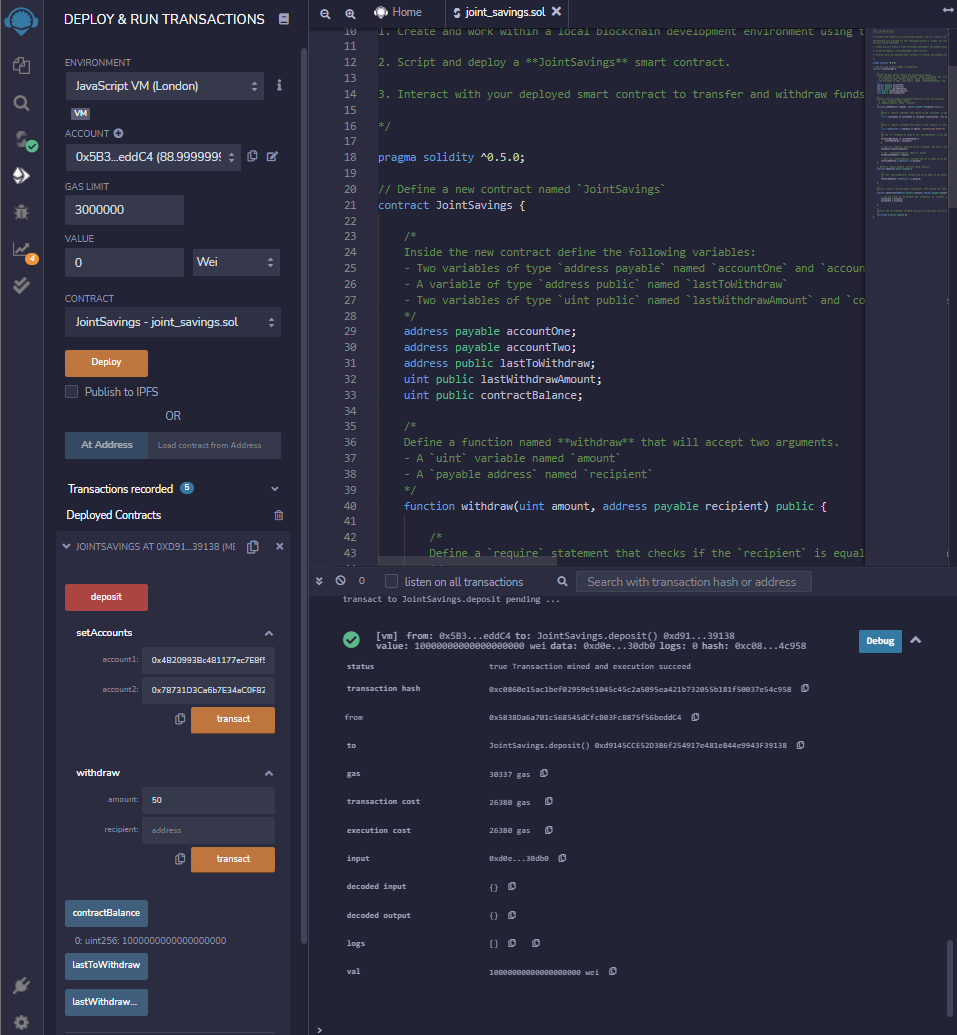 DEPLOY & RUN TRANSACTIONS
ENVIRONMENT
JavaScript VM (London)
VM
ACCOUNT
0x5B3...eddC4 (88.9999999
GAS LIMIT
3000000
VALUE
0
Wei
CONTRACT
JointSavings - joint_savings.sol
Deploy
Publish to IPFS
OR
At Address
Load contract from Address
Transactions recorded 5
Deployed Contracts
JOINTSAVINGS AT 0XD91...39138 (ME
deposit
setAccounts
account1: 0x4B20993Bc481177ec7E8f5
account2: 0x78731D3Ca6b7E34aC0F82
transact
withdraw
amount: 50
recipient: address
transact
contractBalance
0: uint256: 10000000000000000000
lastToWithdraw
lastWithdraw...
4
Home
joint_savings.sol
10 1. Create and work within a local blockchain development environment using t
11
12 2. Script and deploy a **JointSavings** smart contract.
13
14 3. Interact with your deployed smart contract to transfer and withdraw funds
15
16 */
17
18 pragma solidity ^0.5.0;
19
20 // Define a new contract named `JointSavings`
21 contract JointSavings {
22
23 /*
24 Inside the new contract define the following variables:
25 - Two variables of type `address payable` named `accountOne` and `accoun
26 - A variable of type `address public` named `lastToWithdraw`
27 - Two variables of type `uint public` named `lastWithdrawAmount` and `co
28 */
29 address payable accountOne;
30 address payable accountTwo;
31 address public lastToWithdraw;
32 uint public lastWithdrawAmount;
33 uint public contractBalance;
34
35 /*
36 Define a function named **withdraw** that will accept two arguments.
37 - A `uint` variable named `amount`
38 - A `payable address` named `recipient`
39 */
40 function withdraw(uint amount, address payable recipient) public {
41
42 /*
43 Define a `require` statement that checks if the `recipient` is equal
0
listen on all transactions
Search with transaction hash or address
transact to JointSavings.deposit pending ...
[vm] from: 0x5B3...eddC4 to: JointSavings.deposit() 0xd91...39138
value: 10000000000000000000 wei data: 0xd0e...30db0 logs: 0 hash: 0xc08...4c958
Debug
status true Transaction mined and execution succeed
transaction hash 0xc0860e15ac1bef02959e51045c45c2a5095ea421b732055b181f50037e54c958
from 0x5B38Da6a701c568545dCfcB03FcB875f56beddC4
to JointSavings.deposit() 0xd9145CCE52D386f254917e481eB44e9943F39138
gas 30337 gas
transaction cost 26380 gas
execution cost 26380 gas
input 0xd0e...30db0
decoded input {}
decoded output {}
logs []
val 10000000000000000000 wei
>